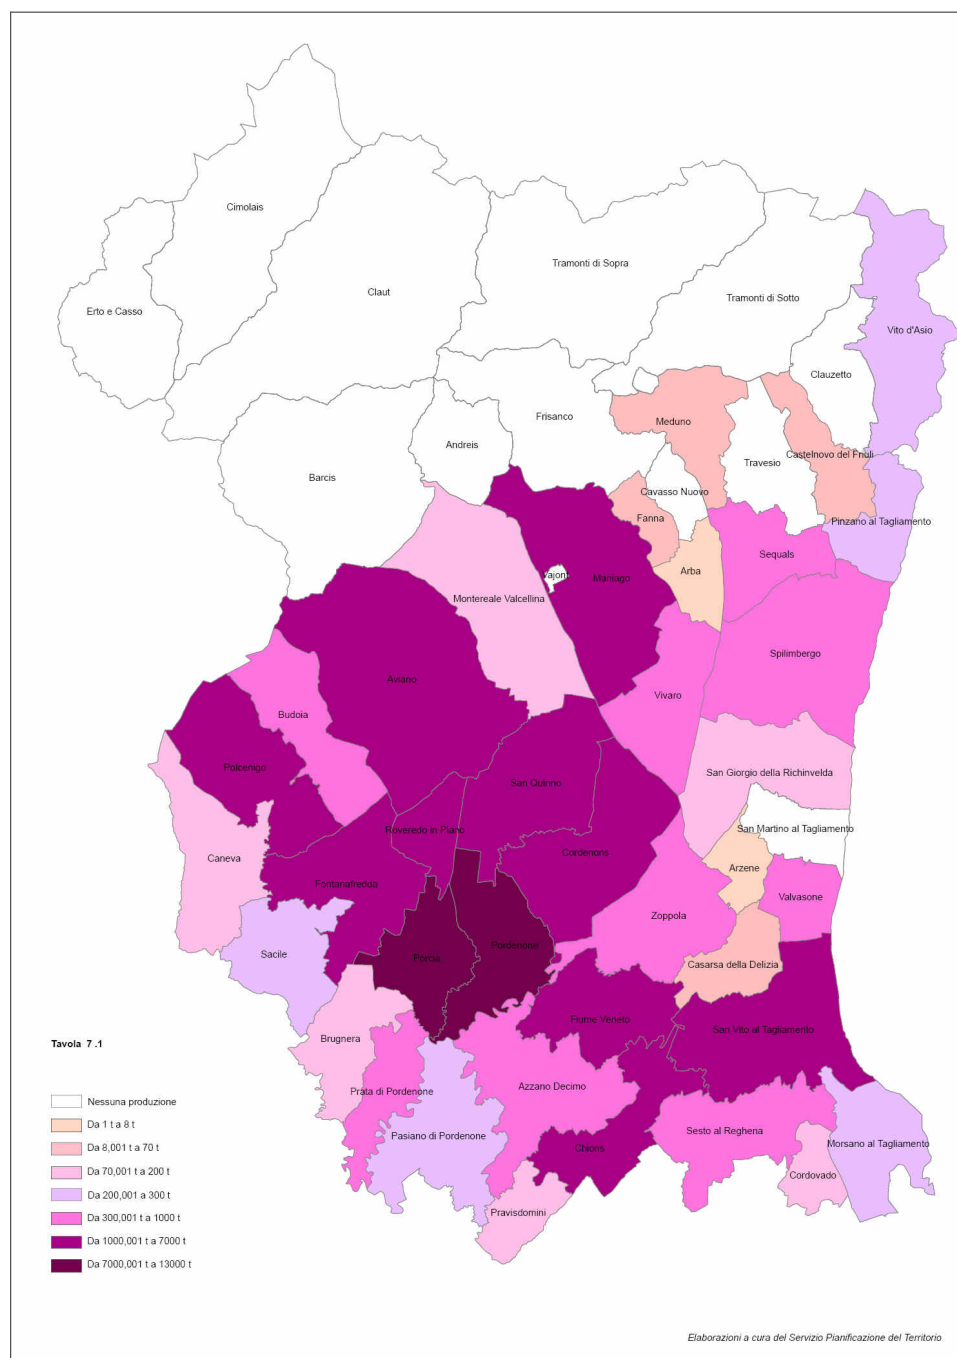 Cimolais
Tramonti di Sopra
Claut
Tramonti di Sotto
Erto e Casso
Vito d'Asio
Clauzetto
Frisanco
Meduno
Andreis
Castelnovo del Friuli
Travesio
Barcis
Cavasso Nuovo
Fanna
Pinzano al Tagliamento
Sequals
Arba
Vajont
Maniago
Montereale Valcellina
Spilimbergo
Aviano
Vivaro
Budoia
Polcenigo
San Giorgio della Richinvelda
San Quirino
Roveredo in Piano
San Martino al Tagliamento
Cordenons
Caneva
Arzene
Fontanafredda
Valvasone
Zoppola
Pordenone
Sacile
Porcia
Casarsa della Delizia
Fiume Veneto
San Vito al Tagliamento
Brugnera
Azzano Decimo
Prata di Pordenone
Sesto al Reghena
Pasiano di Pordenone
Morsano al Tagliamento
Chions
Cordovado
Pravisdomini
Tavola 7 .1
Nessuna produzione
Da 1 t a 8 t
Da 8,001 t a 70 t
Da 70,001 t a 200 t
Da 200,001 a 300 t
Da 300,001 t a 1000 t
Da 1000,001 t a 7000 t
Da 7000,001 t a 13000 t
Elaborazioni a cura del Servizio Pianificazione del Territorio